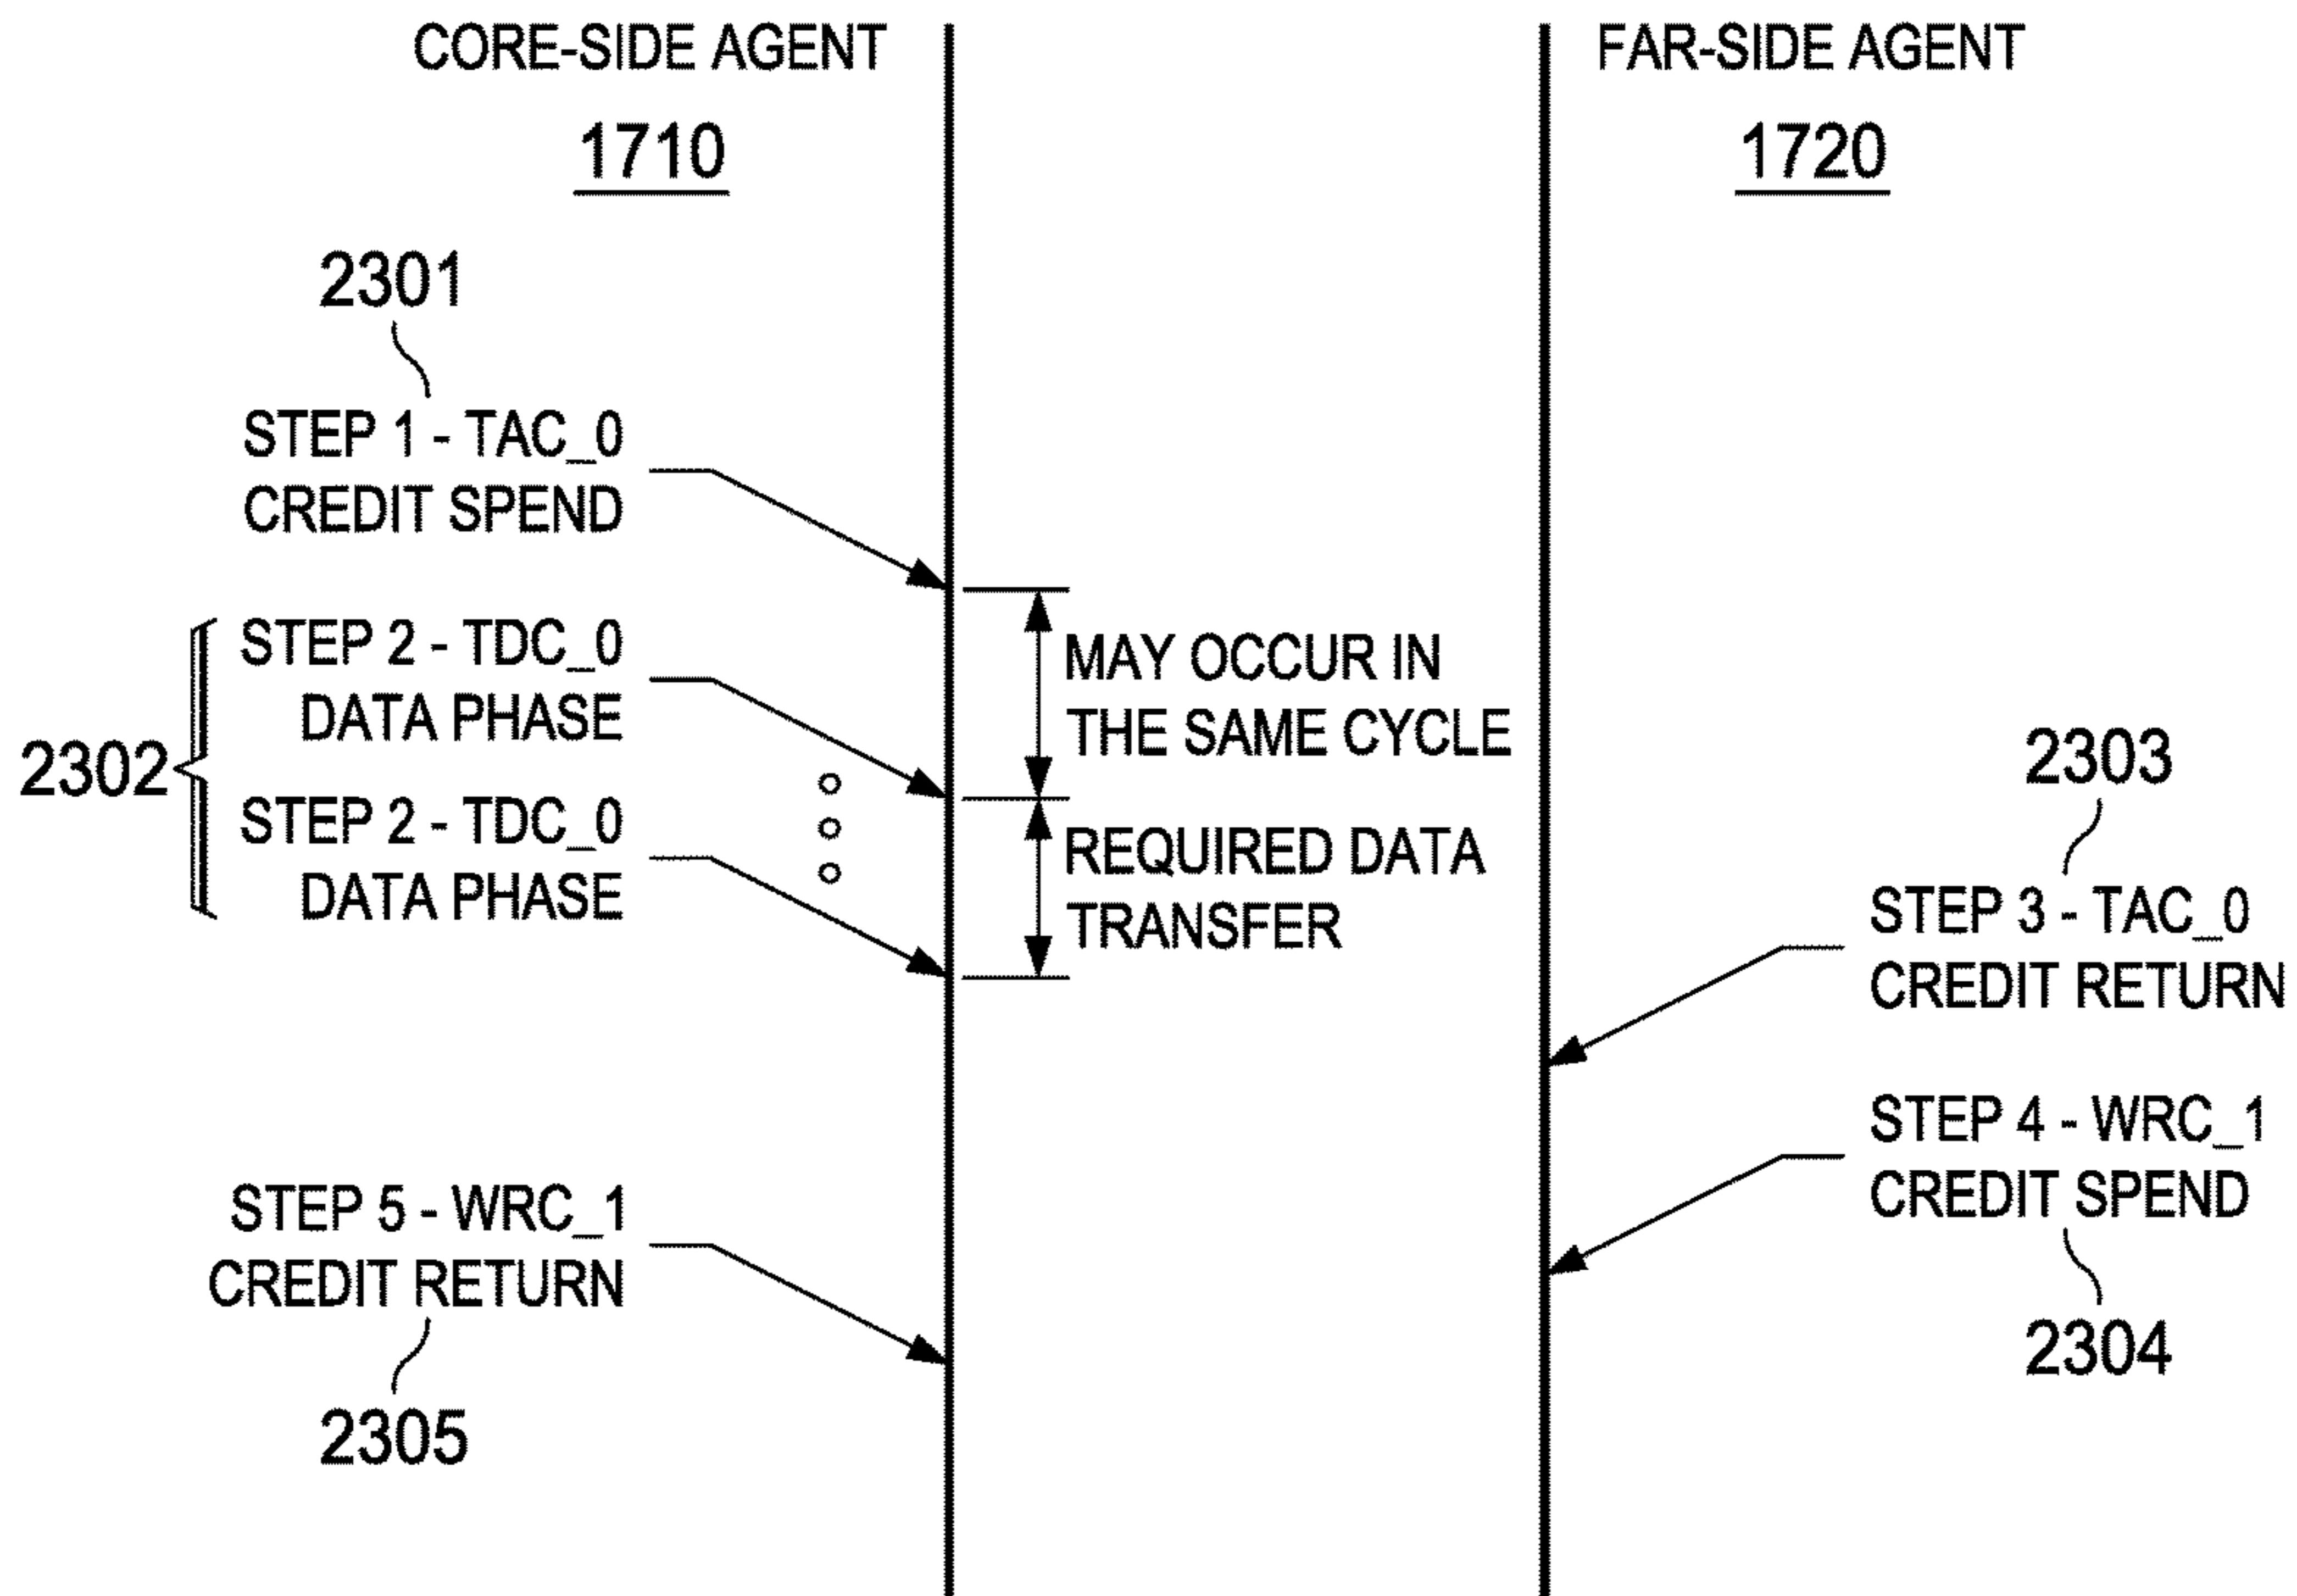 CORE-SIDE AGENT
1710
FAR-SIDE AGENT
1720
2301
STEP 1 - TAC_0
CREDIT SPEND
2302
STEP 2 - TDC_0
DATA PHASE
STEP 2 - TDC_0
DATA PHASE
MAY OCCUR IN
THE SAME CYCLE
REQUIRED DATA
TRANSFER
2303
STEP 3 - TAC_0
CREDIT RETURN
STEP 4 - WRC_1
CREDIT SPEND
2304
STEP 5 - WRC_1
CREDIT RETURN
2305